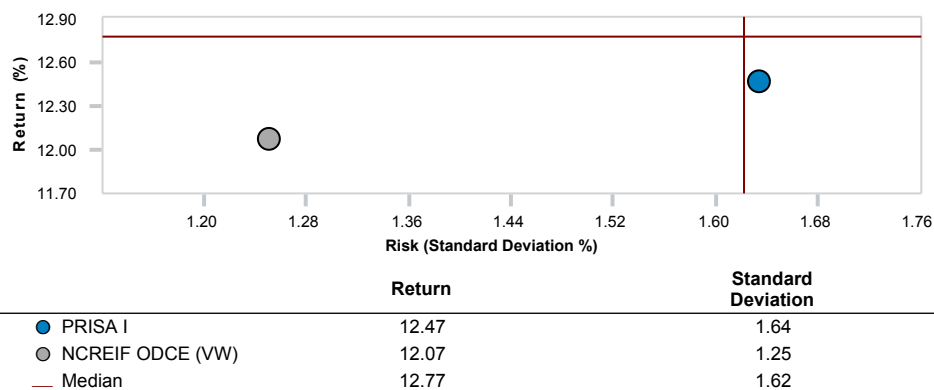 12.90
12.60
12.30
12.00
11.70
Return (%)
1.20 1.28 1.36 1.44 1.52 1.60 1.68 1.76
Risk (Standard Deviation %)
Return Standard Deviation
PRISA I 12.47 1.64
NCREIF ODCE (VW) 12.07 1.25
Median 12.77 1.62